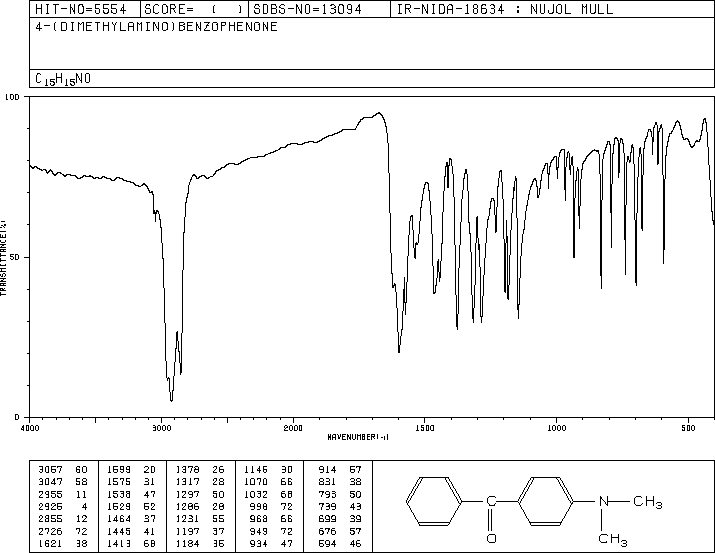 HIT-NO=5554 SCORE= ( ) SDBS-NO=13094 IR-NIDA-18634 : NUJOL MULL
4-(DIMETHYLAMINO)BENZOPHENONE
C15H15NO
100
50
0
TRANSMITTANCE(%)
4000 3000 2000 1500 1000 500
WAVENUMBER(-1)
3067 60 1599 20 1378 26 1146 30 914 57
3047 58 1575 31 1317 28 1070 66 831 38
2955 11 1538 47 1297 50 1032 68 793 50
2925 4 1529 52 1286 28 998 72 739 43
2855 12 1464 37 1231 55 968 66 699 39
2726 72 1445 41 1197 37 949 72 676 57
1621 38 1413 68 1184 35 934 47 594 46
C
O
N
CH3
CH3